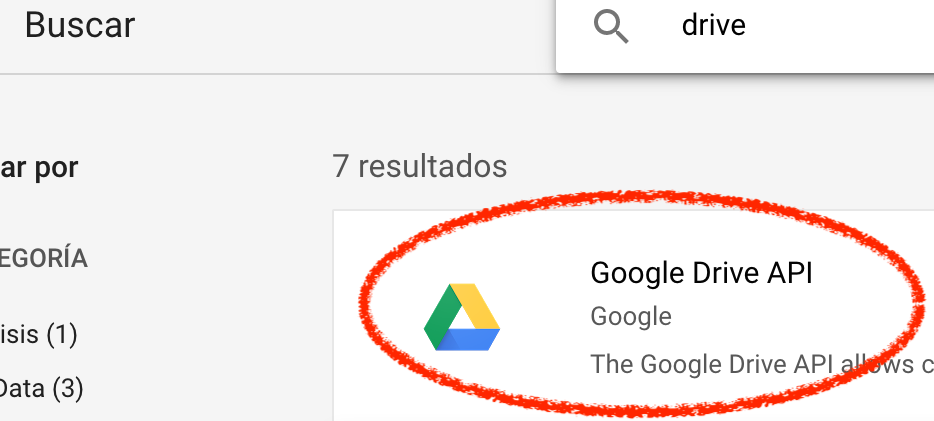 Buscar
drive
ar por
7 resultados
EGORÍA
Google Drive API
Google
isis (1)
The Google Drive API allows c
Data (3)